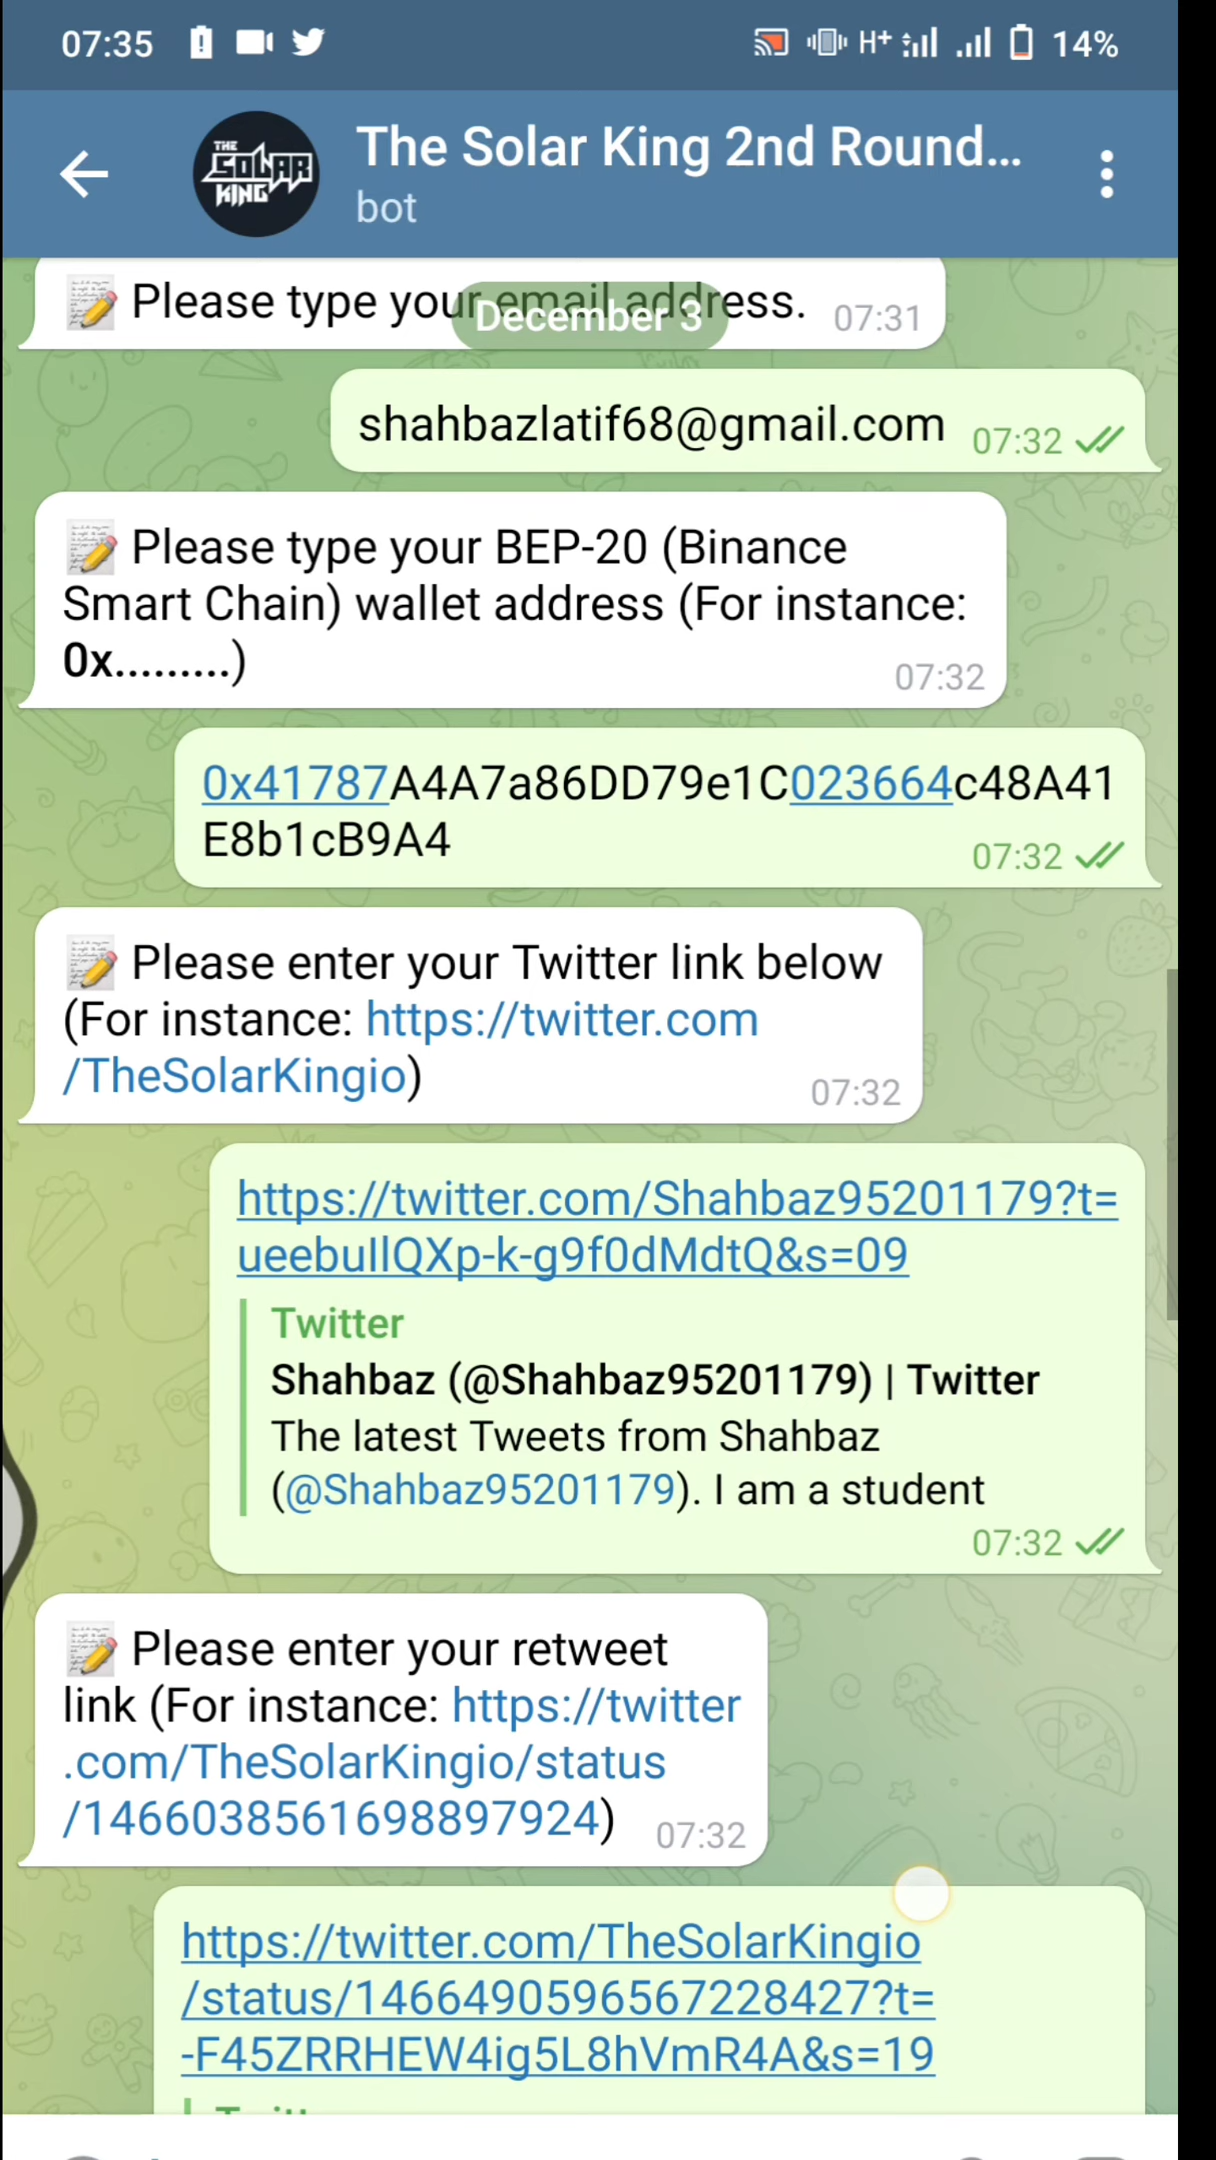 07:35 H+ 14%
THE SOLAR KING
The Solar King 2nd Round...
bot
Please type your email address. 07:31
December 3
shahbazlatif68@gmail.com 07:32
Please type your BEP-20 (Binance
Smart Chain) wallet address (For instance:
0x.........)
07:32
0x41787A4A7a86DD79e1C023664c48A41
E8b1cB9A4
07:32
Please enter your Twitter link below
(For instance: https://twitter.com
/TheSolarKingio)
07:32
https://twitter.com/Shahbaz95201179?t=
ueebuIlQXp-k-g9f0dMdtQ&s=09
Twitter
Shahbaz (@Shahbaz95201179) | Twitter
The latest Tweets from Shahbaz
(@Shahbaz95201179). I am a student
07:32
Please enter your retweet
link (For instance: https://twitter
.com/TheSolarKingio/status
/1466038561698897924) 07:32
https://twitter.com/TheSolarKingio
/status/1466490596567228427?t=
-F45ZRRHEW4ig5L8hVmR4A&s=19